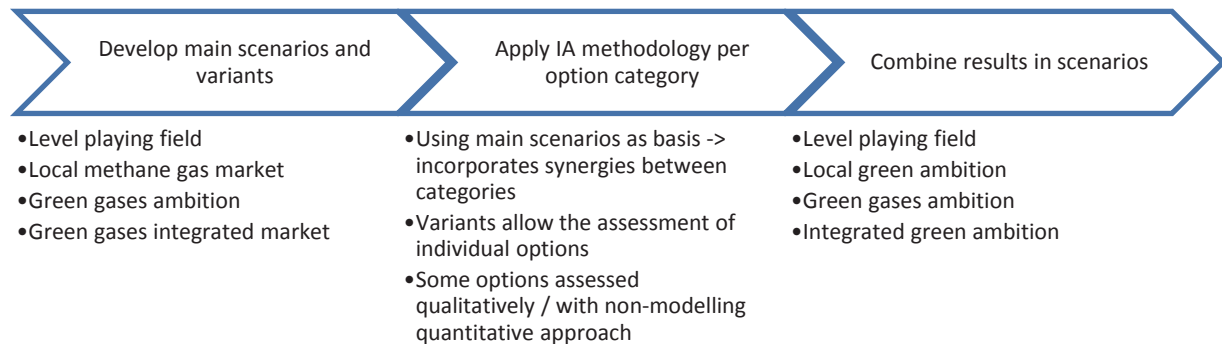 Develop main scenarios and
variants
Apply IA methodology per
option category
Combine results in scenarios
•Level playing field
•Local methane gas market
•Green gases ambition
•Green gases integrated market
•Using main scenarios as basis ->
incorporates synergies between
categories
•Variants allow the assessment of
individual options
•Some options assessed
qualitatively / with non-modelling
quantitative approach
•Level playing field
•Local green ambition
•Green gases ambition
•Integrated green ambition